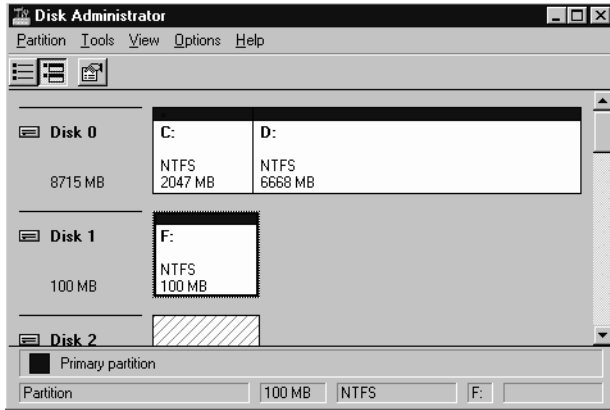 Disk Administrator
Partition Tools View Options Help
Disk 0
8715 MB
C:
NTFS
2047 MB
D:
NTFS
6668 MB
Disk 1
100 MB
F:
NTFS
100 MB
Disk 2
Primary partition
Partition 100 MB NTFS F: